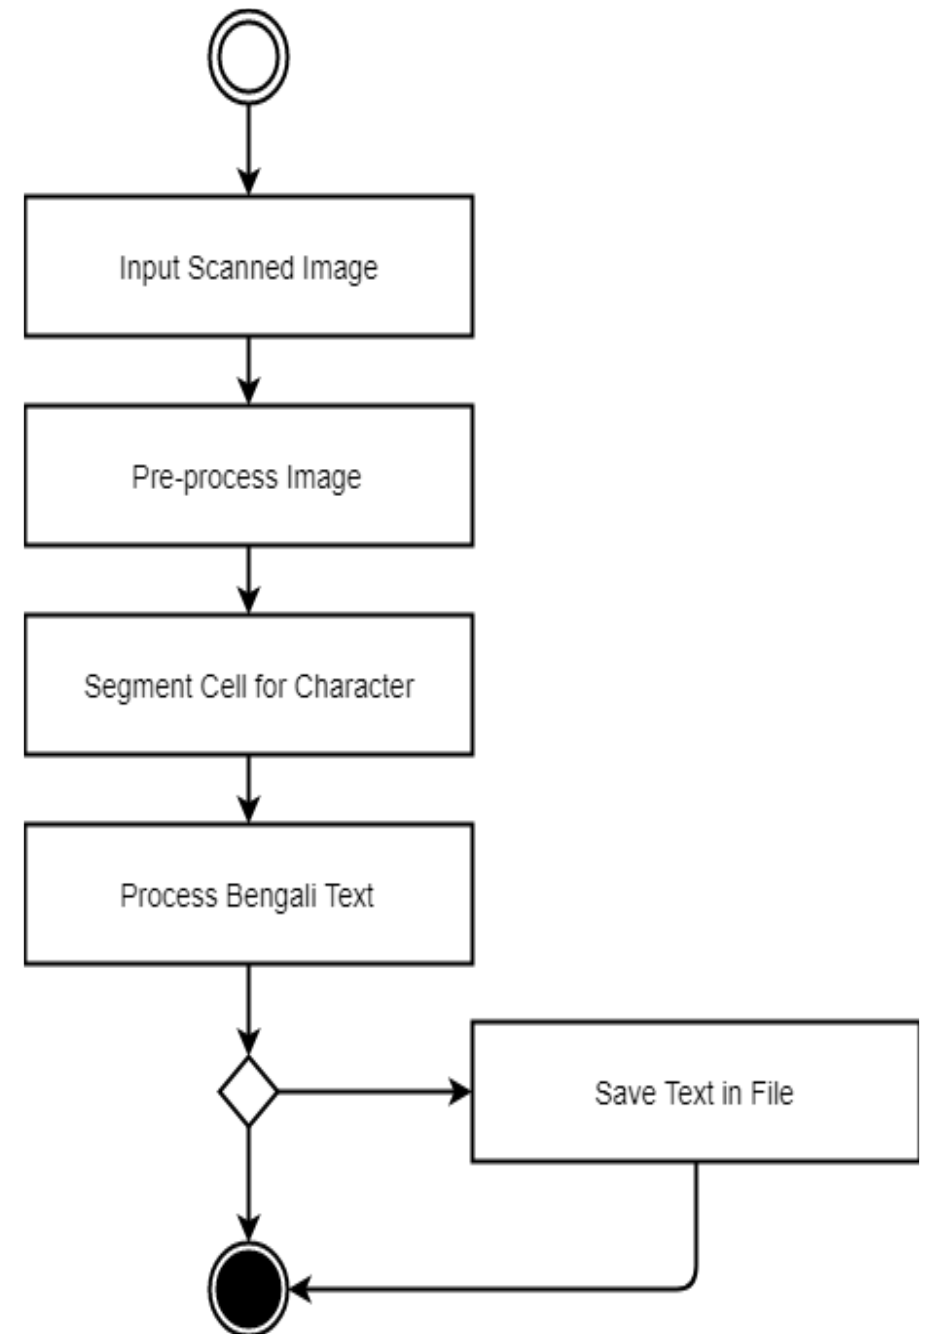 Input Scanned Image
Pre-process Image
Segment Cell for Character
Process Bengali Text
Save Text in File